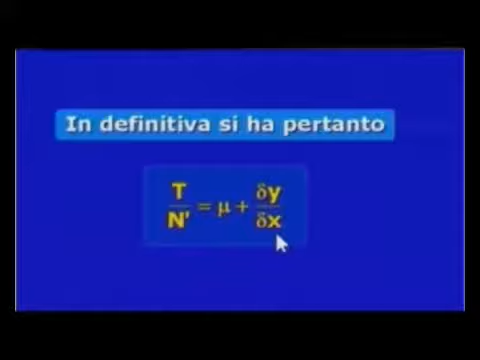 In definitiva si ha pertanto
T/N' = μ + δy/δx